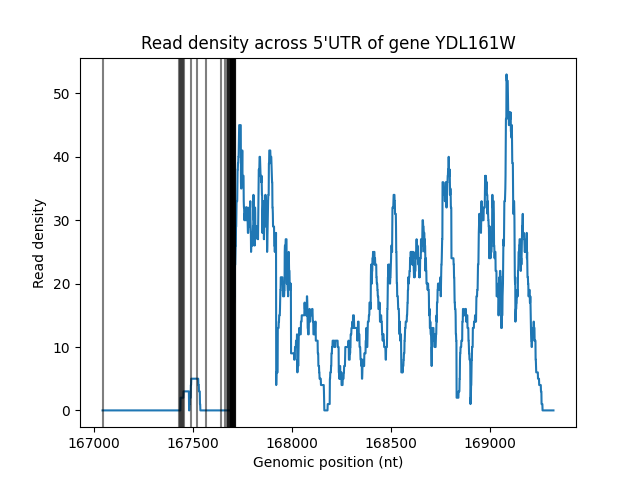 Read density across 5'UTR of gene YDL161W
Read density
50
40
30
20
10
0
167000 167500 168000 168500 169000
Genomic position (nt)